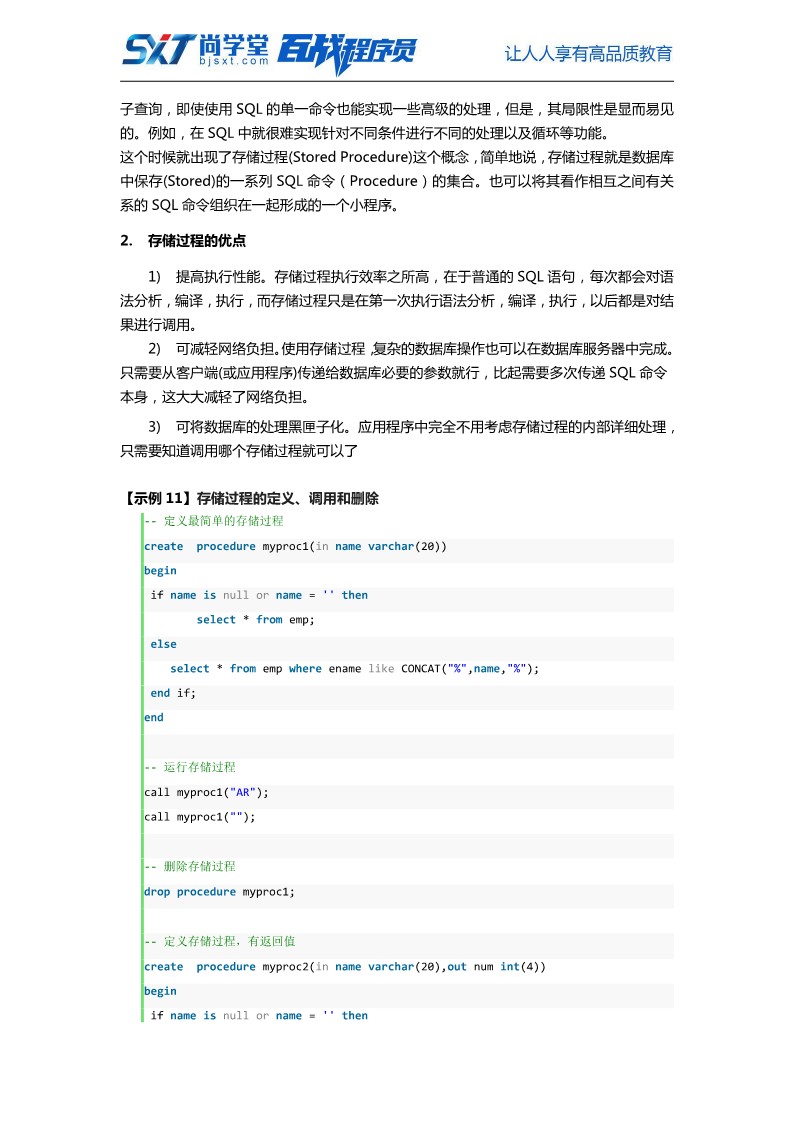 SXT 尚学堂 百战程序员 让人人享有高品质教育
bjsxt.com
子查询，即使使用 SQL 的单一命令也能实现一些高级的处理，但是，其局限性是显而易见
的。例如，在 SQL 中就很难实现针对不同条件进行不同的处理以及循环等功能。
这个时候就出现了存储过程(Stored Procedure)这个概念，简单地说，存储过程就是数据库
中保存(Stored)的一系列 SQL 命令（Procedure）的集合。也可以将其看作相互之间有关
系的 SQL 命令组织在一起形成的一个小程序。
2. 存储过程的优点
1) 提高执行性能。存储过程执行效率之所高，在于普通的 SQL 语句，每次都会对语
法分析，编译，执行，而存储过程只是在第一次执行语法分析，编译，执行，以后都是对结
果进行调用。
2) 可减轻网络负担。使用存储过程，复杂的数据库操作也可以在数据库服务器中完成。
只需要从客户端(或应用程序)传递给数据库必要的参数就行，比起需要多次传递 SQL 命令
本身，这大大减轻了网络负担。
3) 可将数据库的处理黑匣子化。应用程序中完全不用考虑存储过程的内部详细处理，
只需要知道调用哪个存储过程就可以了
【示例 11】存储过程的定义、调用和删除
-- 定义最简单的存储过程
create  procedure myproc1(in name varchar(20))
begin
 if name is null or name = '' then
        select * from emp;
 else
    select * from emp where ename like CONCAT("%",name,"%");
 end if;
end
-- 运行存储过程
call myproc1("AR");
call myproc1("");
-- 删除存储过程
drop procedure myproc1;
-- 定义存储过程，有返回值
create  procedure myproc2(in name varchar(20),out num int(4))
begin
 if name is null or name = '' then